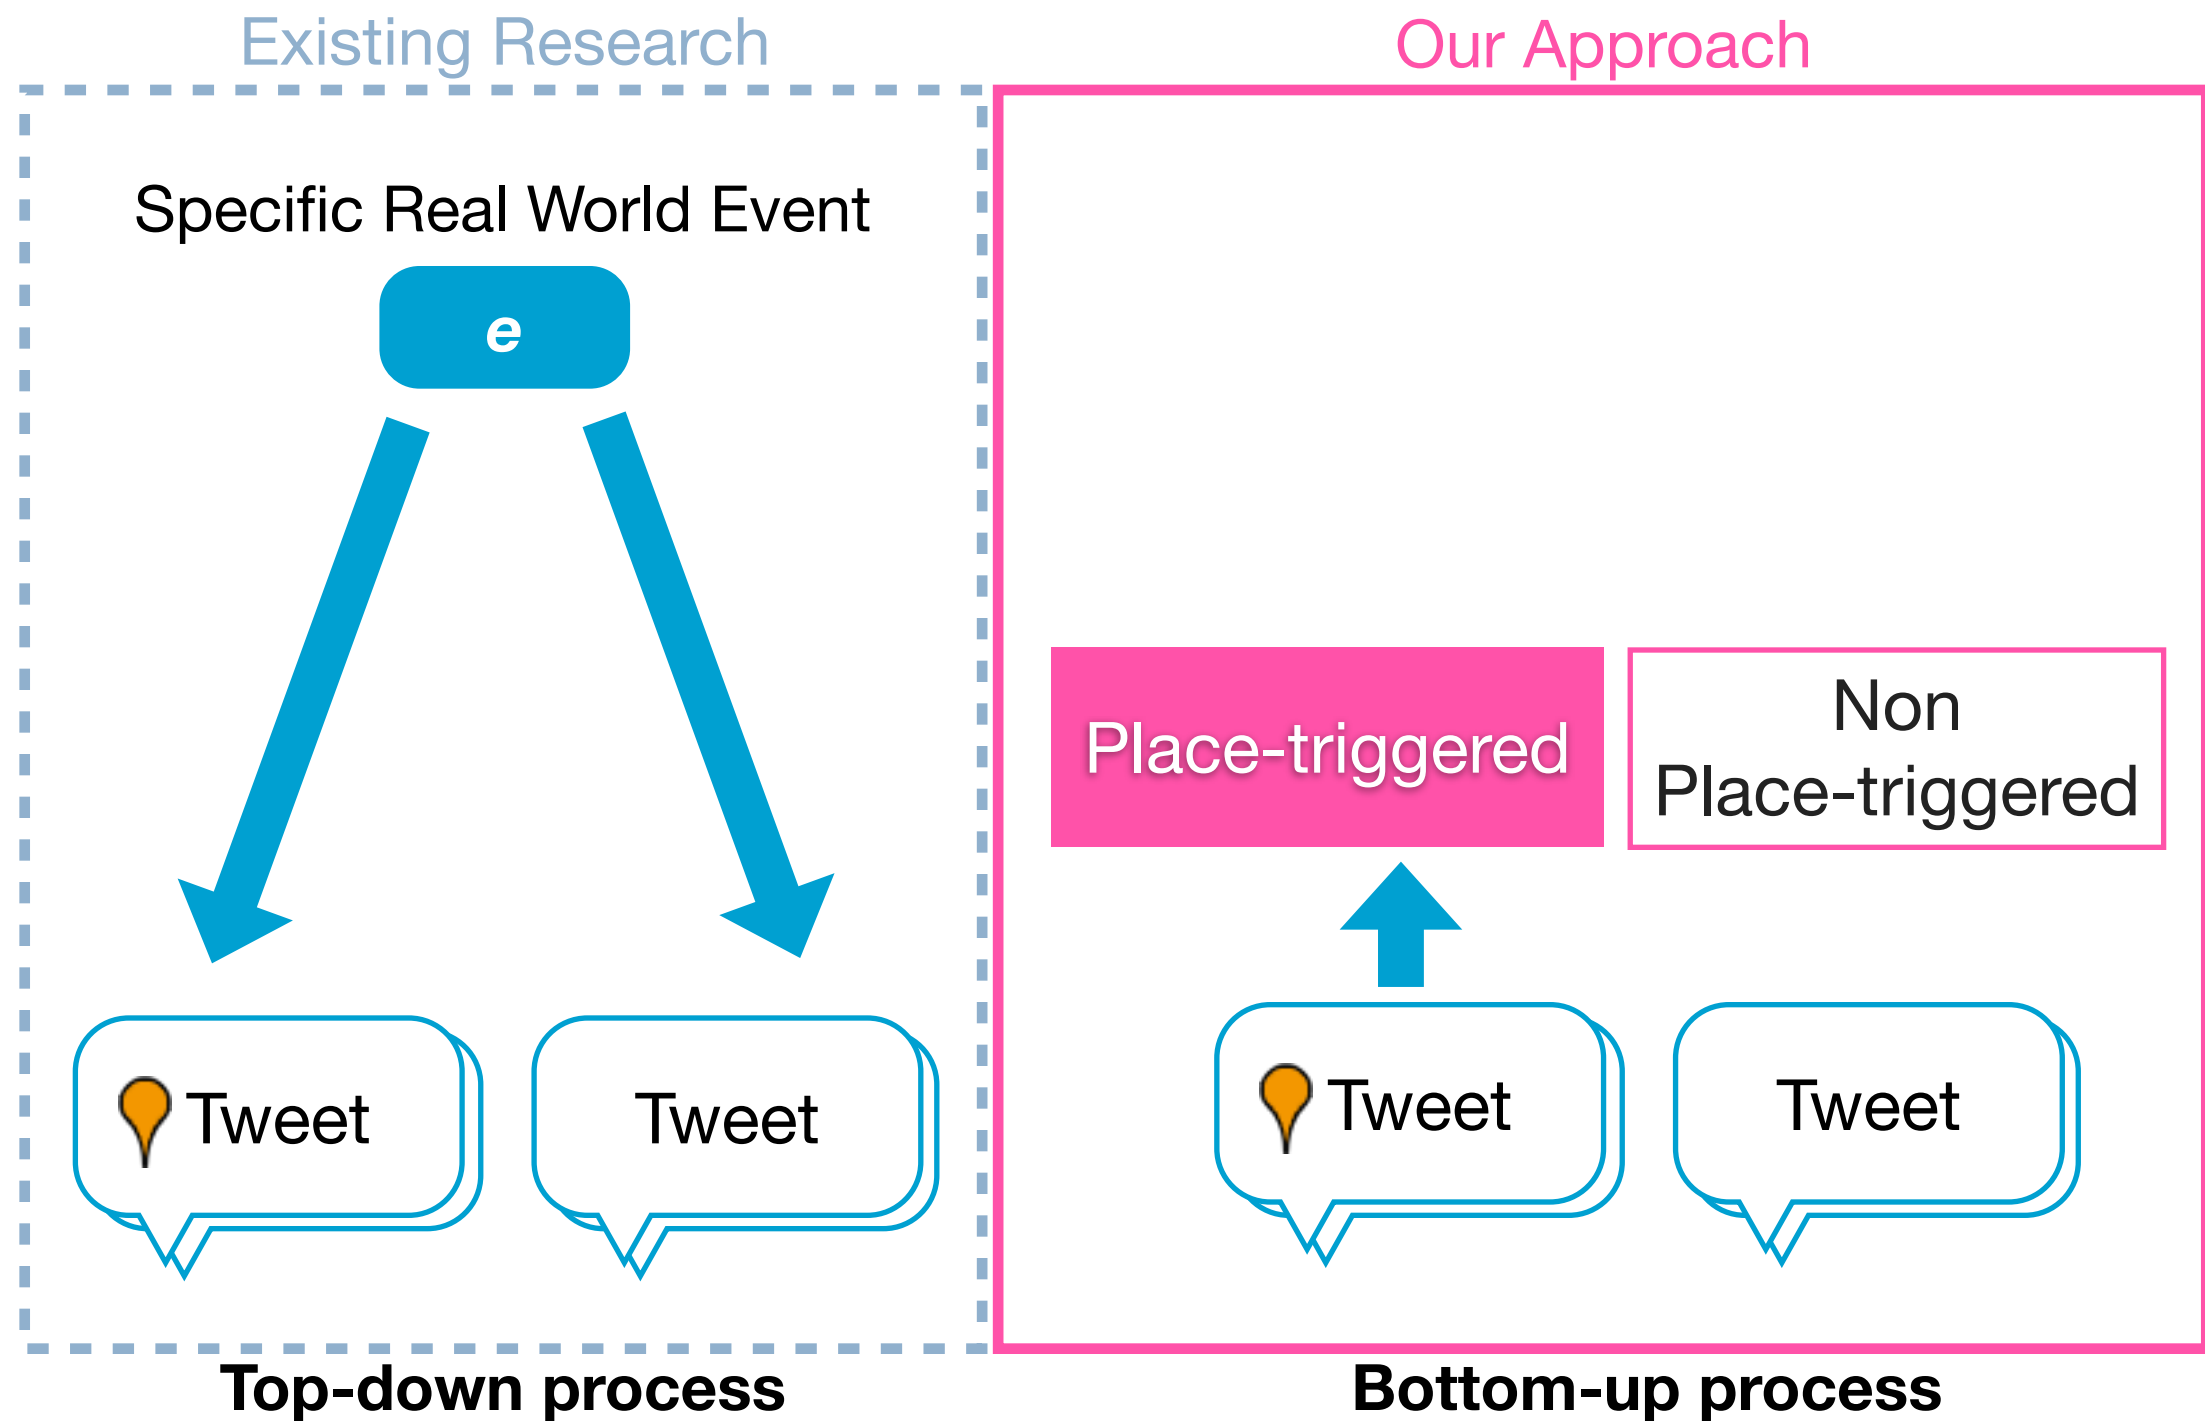 Existing Research
Our Approach
Specific Real World Event
e
Place-triggered
Non
Place-triggered
Tweet
Tweet
Tweet
Tweet
Top-down process
Bottom-up process